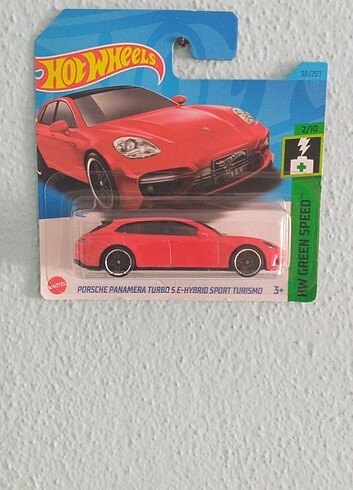 HOT WHEELS
38/250
2/10
HW GREEN SPEED
MATTEL
PORSCHE PANAMERA TURBO S E-HYBRID SPORT TURISMO
3+